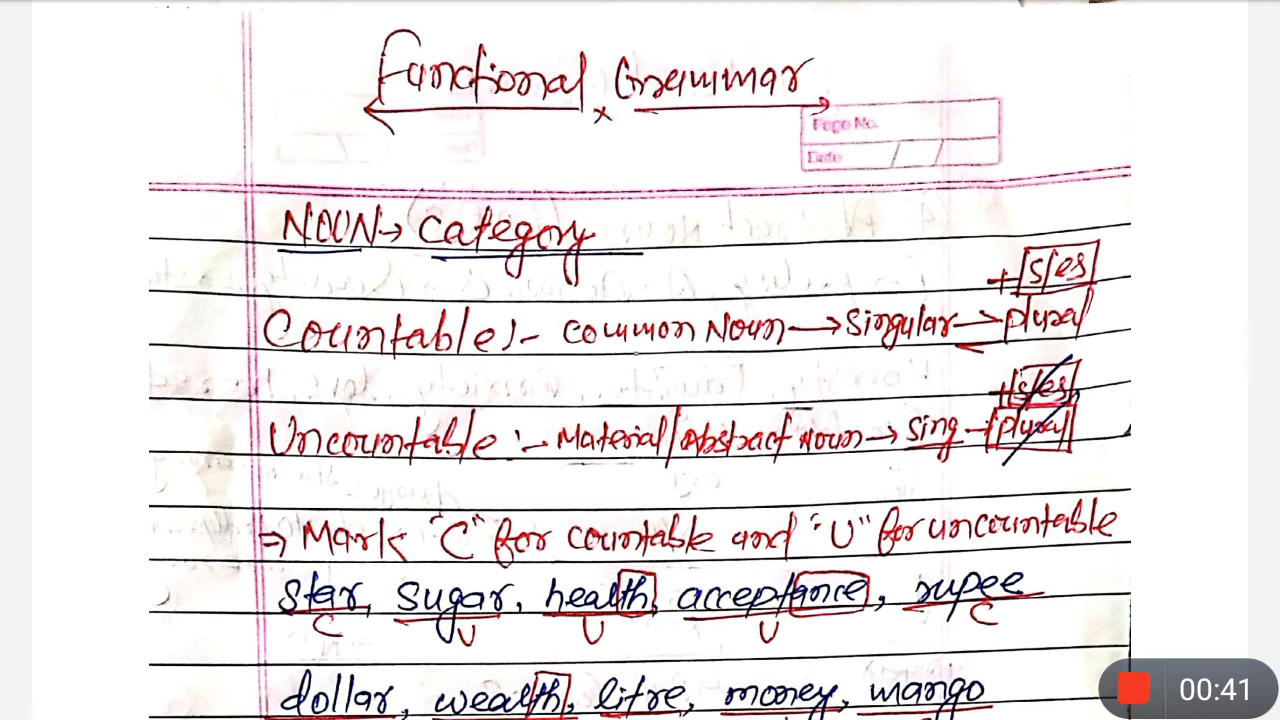 Functional Grammar
Page No.
Date
NOUN → Category
+ s/es
Countable :- Common Noun → Singular → plural
+ s/es
Uncountable :- Material/Abstract Noun → sing → plural
⇒ Mark "C" for countable and "U" for uncountable
star, sugar, health, acceptance, rupee
C U U U C
dollar, wealth, litre, money, mango
00:41